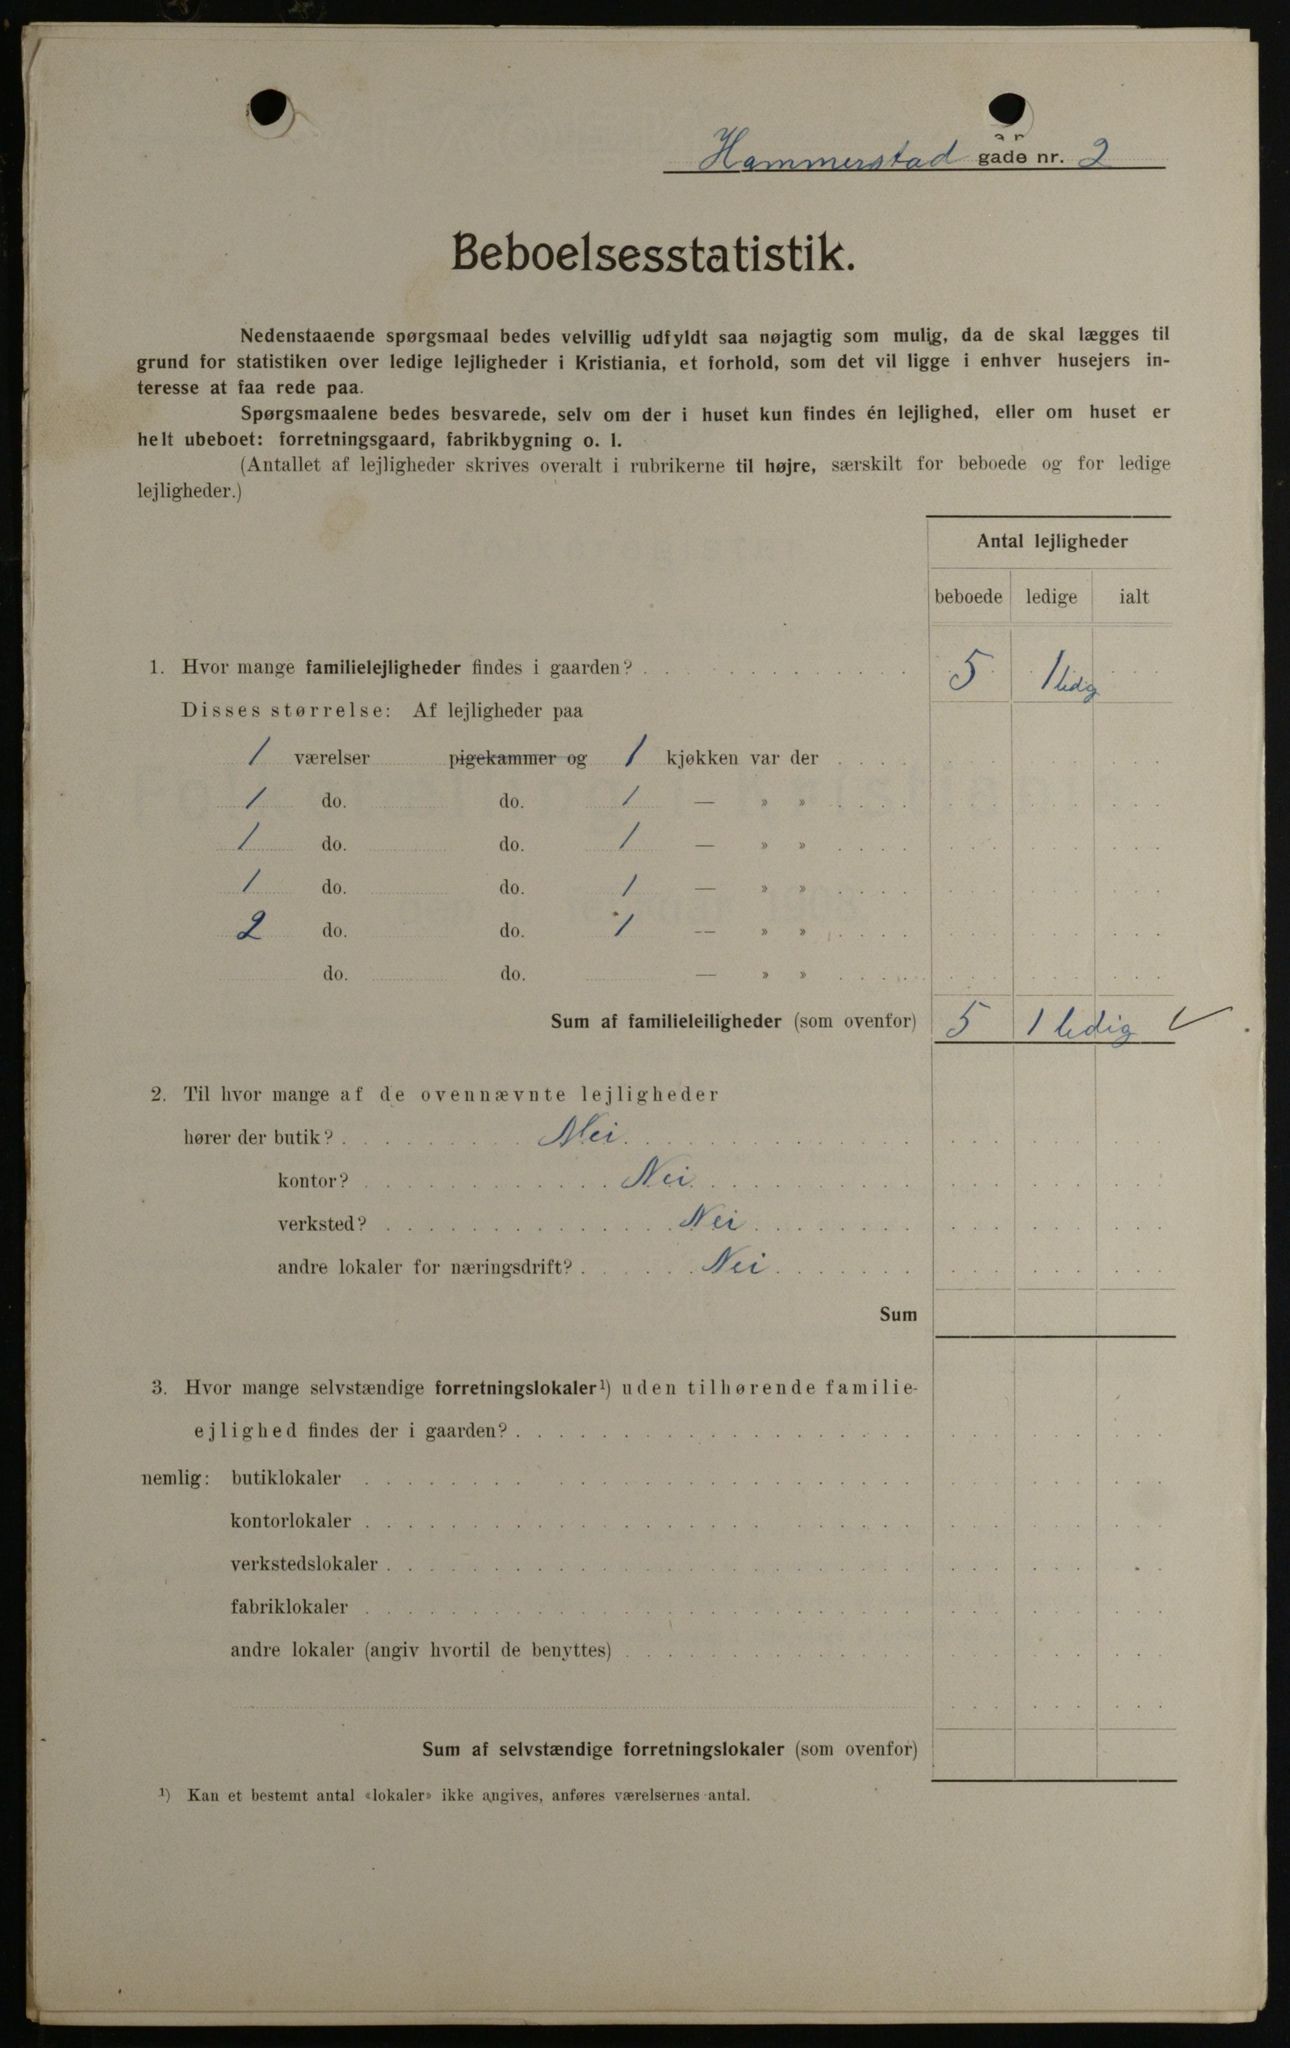 Hammerstad gade nr. 2
Beboelsesstatistik.
Nedenstaaende spørgsmaal bedes velvillig udfyldt saa nøjagtig som mulig, da de skal lægges til
grund for statistiken over ledige lejligheder i Kristiania, et forhold, som det vil ligge i enhver husejers in-
teresse at faa rede paa.
Spørgsmaalene bedes besvarede, selv om der i huset kun findes én lejlighed, eller om huset er
helt ubeboet: forretningsgaard, fabrikbygning o. l.
(Antallet af lejligheder skrives overalt i rubrikerne til højre, særskilt for beboede og for ledige
lejligheder.)
Antal lejligheder
beboede ledige ialt
1. Hvor mange familielejligheder findes i gaarden? 5 1 ledig
Disses størrelse: Af lejligheder paa
1 værelser pigekammer og 1 kjøkken var der
1 do. do. 1 — » »
1 do. do. 1 — » »
1 do. do. 1 — » »
2 do. do. 1 — » »
do. do. — » »
Sum af familieleiligheder (som ovenfor) 5 1 ledig ✓
2. Til hvor mange af de ovennævnte lejligheder
hører der butik? Nei
kontor? Nei
verksted? Nei
andre lokaler for næringsdrift? Nei
Sum
3. Hvor mange selvstændige forretningslokaler¹) uden tilhørende familie-
ejlighed findes der i gaarden?
nemlig: butiklokaler
kontorlokaler
verkstedslokaler
fabriklokaler
andre lokaler (angiv hvortil de benyttes)
Sum af selvstændige forretningslokaler (som ovenfor)
¹) Kan et bestemt antal «lokaler» ikke angives, anføres værelsernes antal.